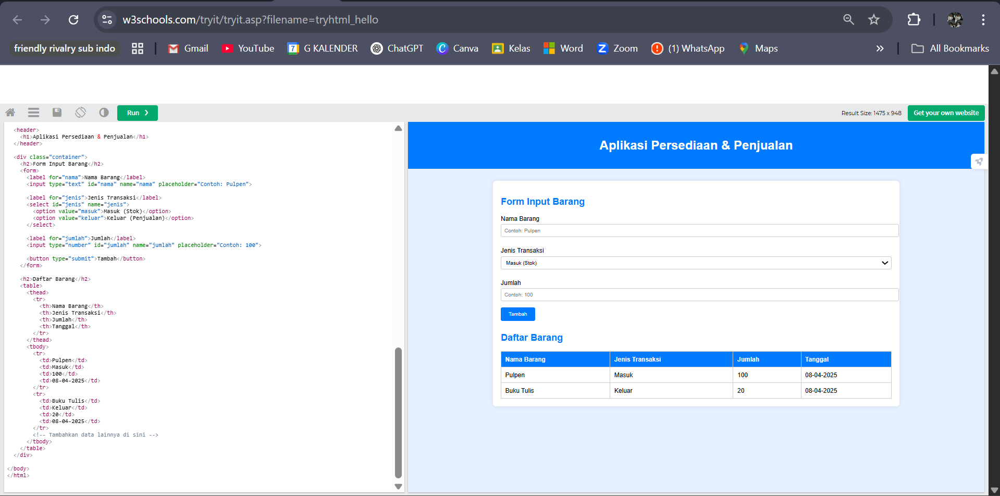 w3schools.com/tryit/tryit.asp?filename=tryhtml_hello
friendly rivalry sub indo
Gmail
YouTube
7
G KALENDER
ChatGPT
Canva
Kelas
Word
Zoom
(1) WhatsApp
Maps
All Bookmarks
Run ❯
Result Size: 1475 x 948
Get your own website
<header>
<h1>Aplikasi Persediaan & Penjualan</h1>
</header>
<div class="container">
<h2>Form Input Barang</h2>
<form>
<label for="nama">Nama Barang</label>
<input type="text" id="nama" name="nama" placeholder="Contoh: Pulpen">
<label for="jenis">Jenis Transaksi</label>
<select id="jenis" name="jenis">
<option value="masuk">Masuk (Stok)</option>
<option value="keluar">Keluar (Penjualan)</option>
</select>
<label for="jumlah">Jumlah</label>
<input type="number" id="jumlah" name="jumlah" placeholder="Contoh: 100">
<button type="submit">Tambah</button>
</form>
<h2>Daftar Barang</h2>
<table>
<thead>
<tr>
<th>Nama Barang</th>
<th>Jenis Transaksi</th>
<th>Jumlah</th>
<th>Tanggal</th>
</tr>
</thead>
<tbody>
<tr>
<td>Pulpen</td>
<td>Masuk</td>
<td>100</td>
<td>08-04-2025</td>
</tr>
<tr>
<td>Buku Tulis</td>
<td>Keluar</td>
<td>20</td>
<td>08-04-2025</td>
</tr>
<!-- Tambahkan data lainnya di sini -->
</tbody>
</table>
</div>
</body>
</html>
Aplikasi Persediaan & Penjualan
Form Input Barang
Nama Barang
Contoh: Pulpen
Jenis Transaksi
Masuk (Stok)
Jumlah
Contoh: 100
Tambah
Daftar Barang
Nama Barang Jenis Transaksi Jumlah Tanggal
Pulpen Masuk 100 08-04-2025
Buku Tulis Keluar 20 08-04-2025